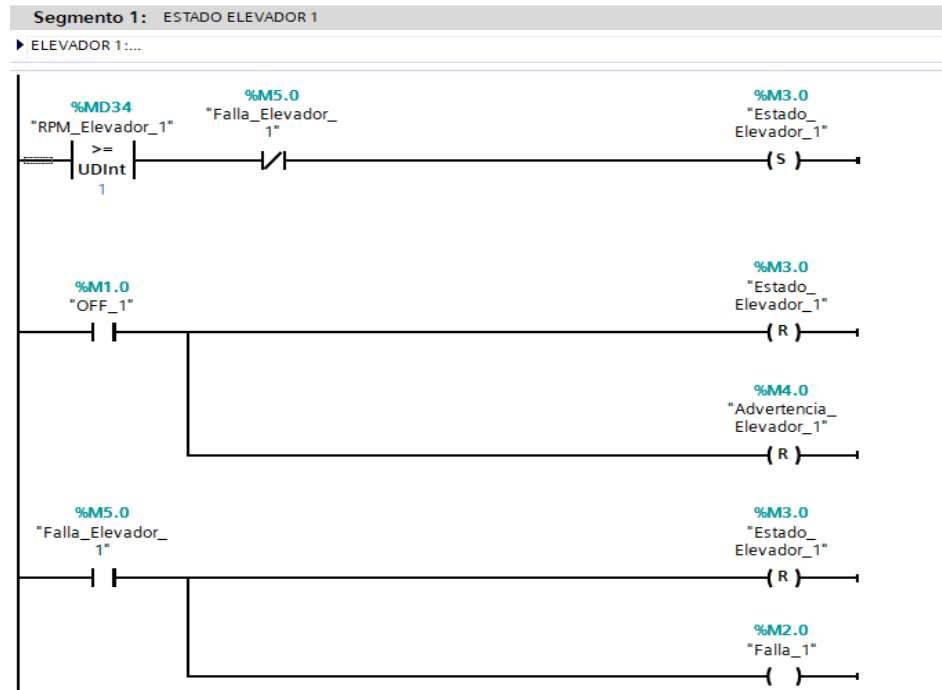 Segmento 1: ESTADO ELEVADOR 1
ELEVADOR 1:...
%MD34
"RPM_Elevador_1"
>=
UDInt
1
%M5.0
"Falla_Elevador_
1"
%M3.0
"Estado_
Elevador_1"
S
%M1.0
"OFF_1"
%M3.0
"Estado_
Elevador_1"
R
%M4.0
"Advertencia_
Elevador_1"
R
%M5.0
"Falla_Elevador_
1"
%M3.0
"Estado_
Elevador_1"
R
%M2.0
"Falla_1"